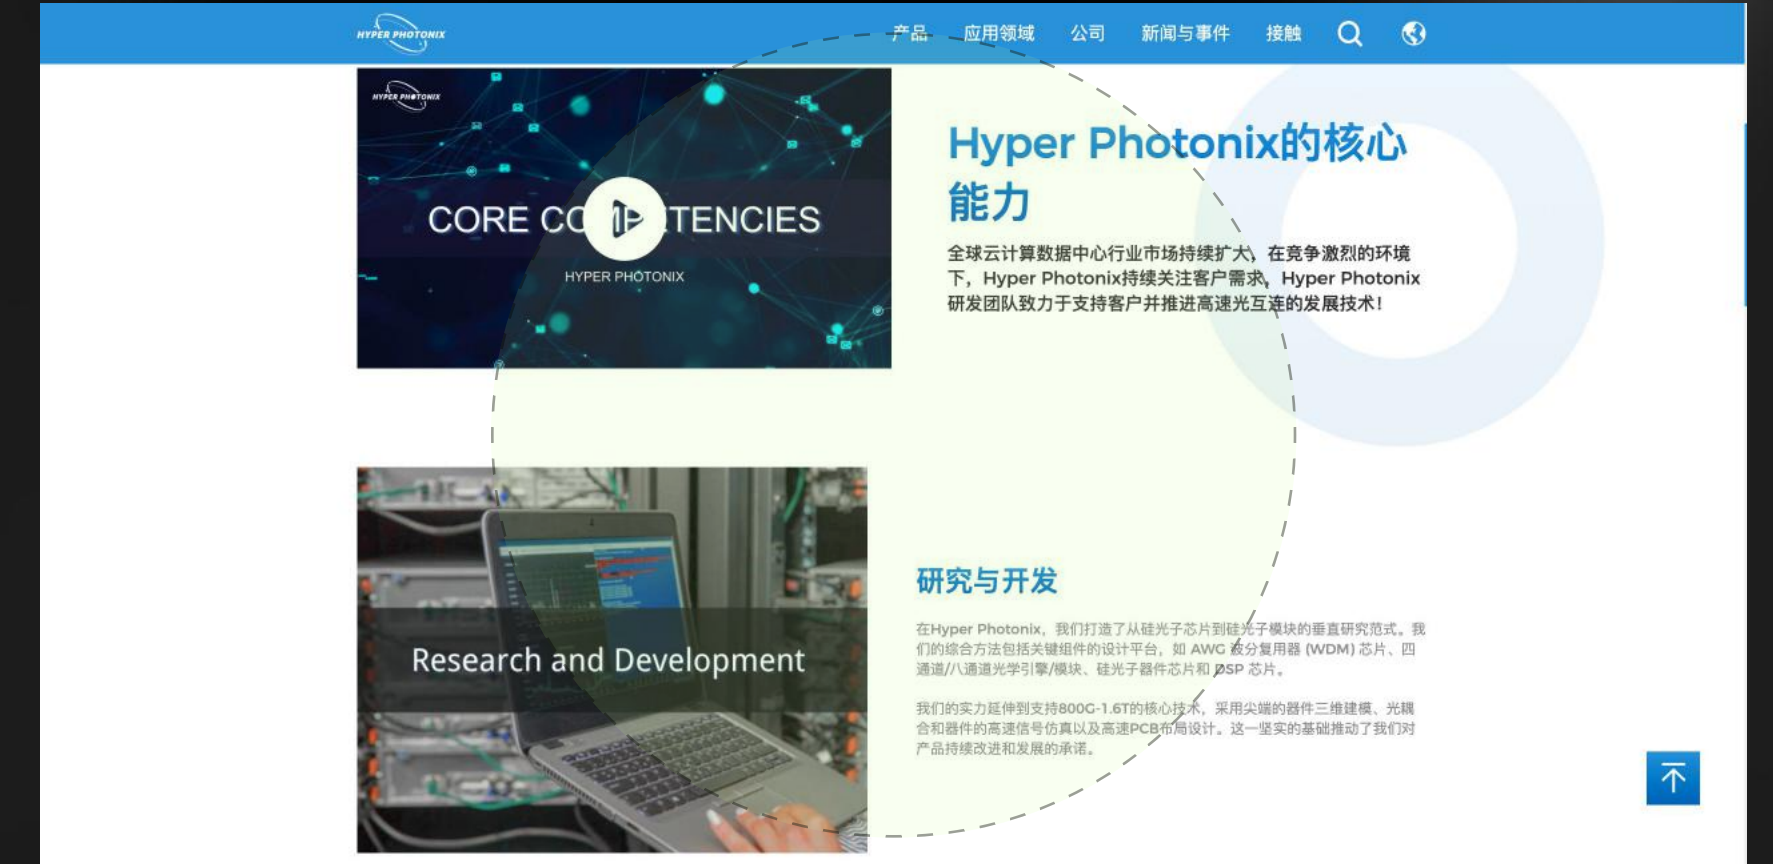 HYPER PHOTONIX
产品 应用领域 公司 新闻与事件 接触
HYPER PHOTONIX
CORE COMPETENCIES
HYPER PHOTONIX
Hyper Photonix的核心
能力
全球云计算数据中心行业市场持续扩大，在竞争激烈的环境
下，Hyper Photonix持续关注客户需求，Hyper Photonix
研发团队致力于支持客户并推进高速光互连的发展技术！
Research and Development
研究与开发
在Hyper Photonix，我们打造了从硅光子芯片到硅光子模块的垂直研究范式。我
们的综合方法包括关键组件的设计平台，如 AWG 波分复用器 (WDM) 芯片、四
通道/八通道光学引擎/模块、硅光子器件芯片和 DSP 芯片。
我们的实力延伸到支持800G-1.6T的核心技术，采用尖端的器件三维建模、光耦
合和器件的高速信号仿真以及高速PCB布局设计。这一坚实的基础推动了我们对
产品持续改进和发展的承诺。